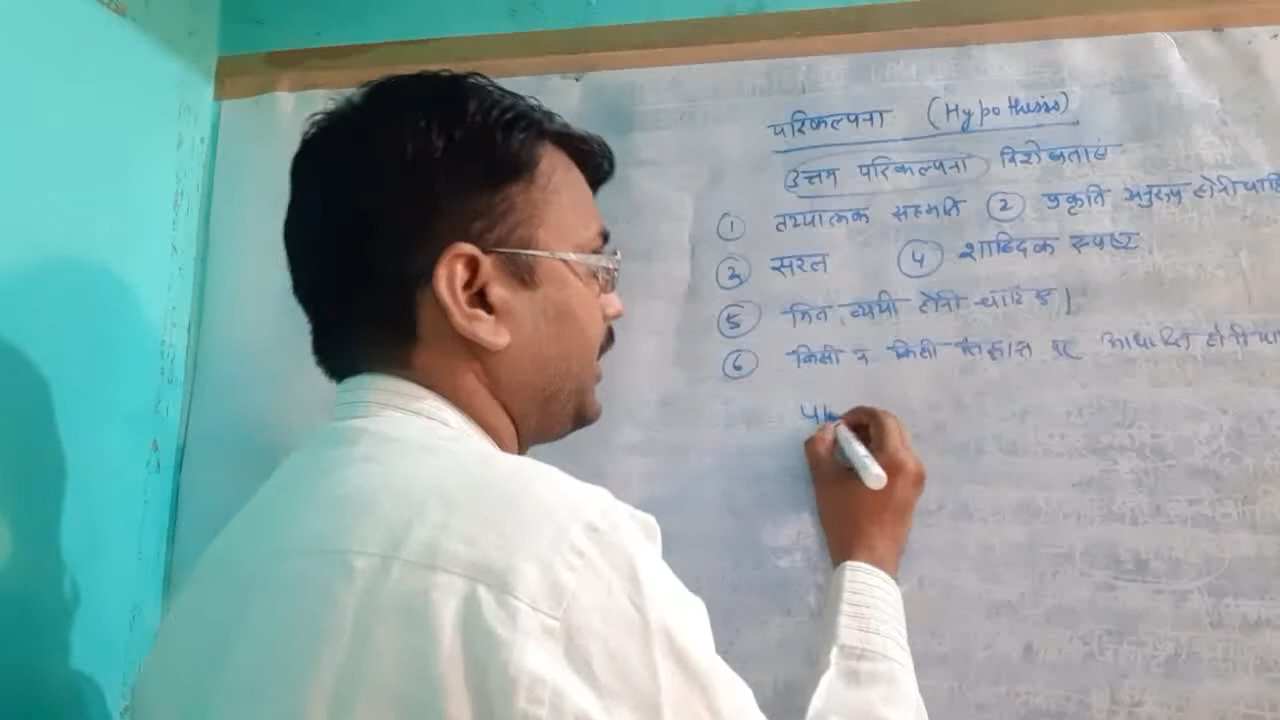 परिकल्पना (Hypothesis)
उत्तम परिकल्पना विशेषताएं
① तथ्यात्मक सहमति ② प्रकृति अनुरूप होनी चाहि
③ सरल ④ शाब्दिक स्पष्ट
⑤ मित व्ययी होनी चाहिए।
⑥ किसी न किसी सिद्धान्त पर आधारित होनी चा